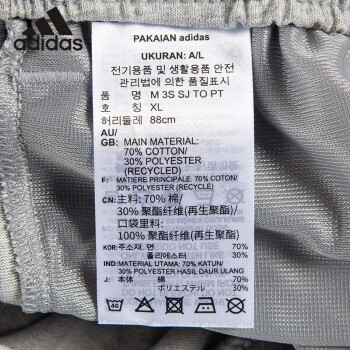 adidas
PAKAIAN adidas
UKURAN: A/L
전기용품 및 생활용품 안전
관리법에 의한 품질표시
품 명 M 3S SJ TO PT
호 칭 XL
허리둘레 88cm
AU/
GB: MAIN MATERIAL:
70% COTTON/
30% POLYESTER
(RECYCLED)
F: MATIERE PRINCIPALE: 70% COTON/
30% POLYESTER (RECYCLE)
CN: 主料: 70% 棉/
30% 聚酯纤维(再生聚酯)/
口袋里料:
100% 聚酯纤维(再生聚酯)
KOR: 주소재: 면 70%
폴리에스터 30%
IND: MATERIAL UTAMA: 70% KATUN/
30% POLYESTER HASIL DAUR ULANG
J: 本体 綿 70%
ポリエステル 30%
40